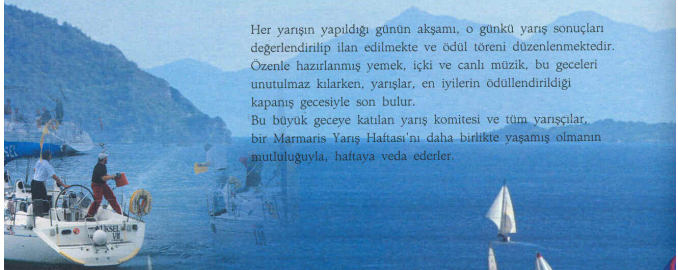 Her yarışın yapıldığı günün akşamı, o günkü yarış sonuçları
değerlendirilip ilan edilmekte ve ödül töreni düzenlenmektedir.
Özenle hazırlanmış yemek, içki ve canlı müzik, bu geceleri
unutulmaz kılarken, yarışlar, en iyilerin ödüllendirildiği
kapanış gecesiyle son bulur.
Bu büyük geceye katılan yarış komitesi ve tüm yarışçılar,
bir Marmaris Yarış Haftası'nı daha birlikte yaşamış olmanın
mutluluğuyla, haftaya veda ederler.